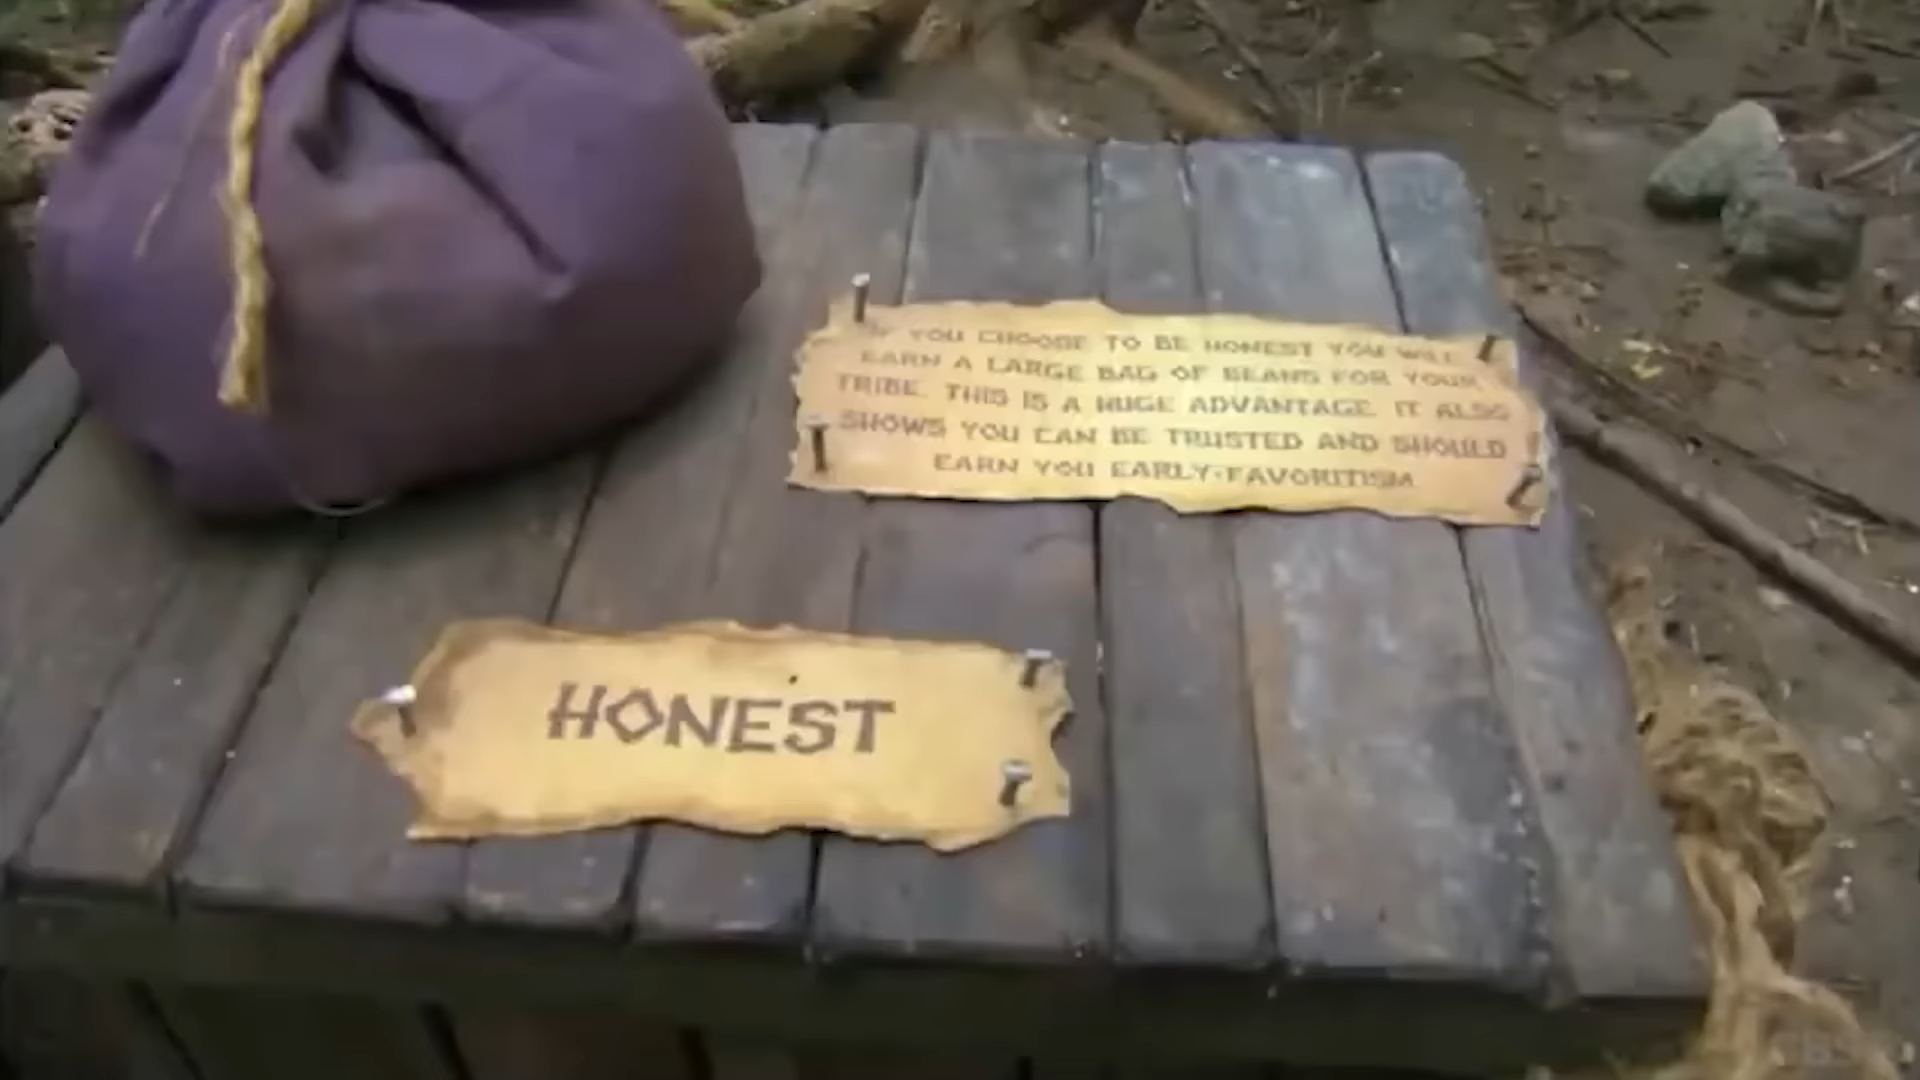 IF YOU CHOOSE TO BE HONEST YOU WILL
EARN A LARGE BAG OF BEANS FOR YOUR
TRIBE. THIS IS A HUGE ADVANTAGE. IT ALSO
SHOWS YOU CAN BE TRUSTED AND SHOULD
EARN YOU EARLY FAVORITISM
HONEST